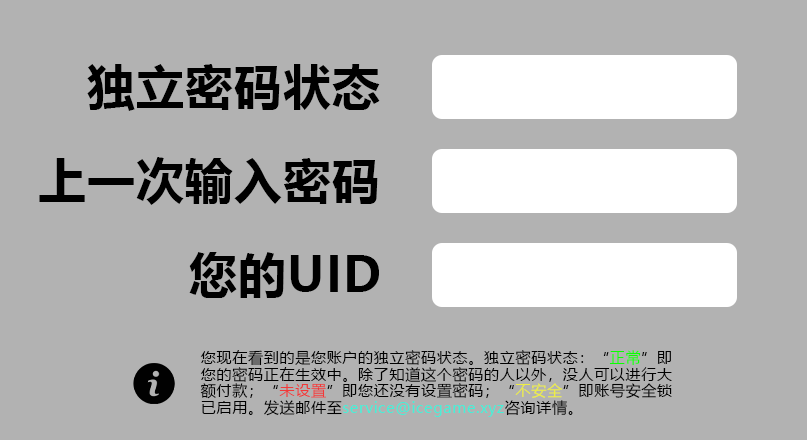 独立密码状态
上一次输入密码
您的UID
您现在看到的是您账户的独立密码状态。独立密码状态：“正常”即
您的密码正在生效中。除了知道这个密码的人以外，没人可以进行大
额付款；“未设置”即您还没有设置密码；“不安全”即账号安全锁
已启用。发送邮件至service@icegame.xyz咨询详情。